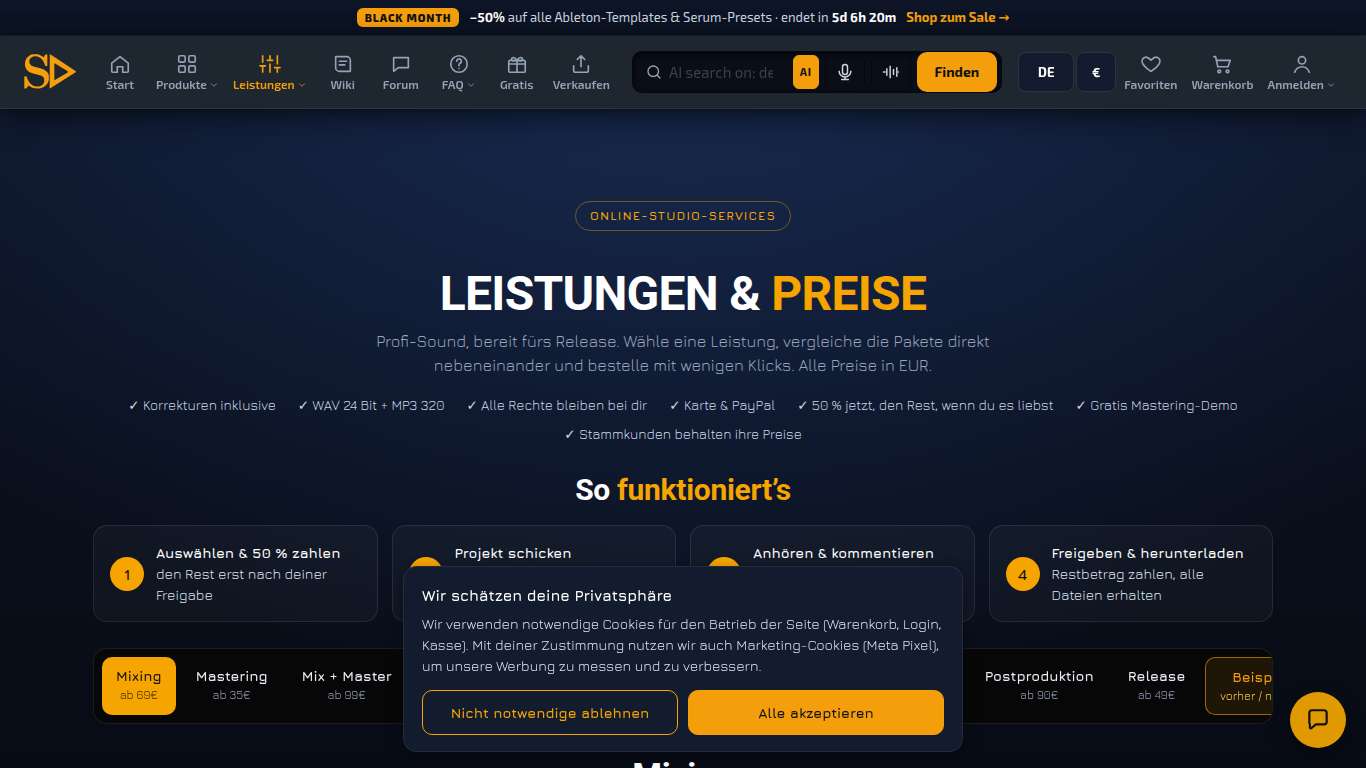 BLACK MONTH −50% auf alle Ableton-Templates & Serum-Presets · endet in 5d 6h 20m Shop zum Sale →
Start Produkte Leistungen Wiki Forum FAQ Gratis Verkaufen AI search on: de AI Finden DE € Favoriten Warenkorb Anmelden
ONLINE-STUDIO-SERVICES
LEISTUNGEN & PREISE
Profi-Sound, bereit fürs Release. Wähle eine Leistung, vergleiche die Pakete direkt
nebeneinander und bestelle mit wenigen Klicks. Alle Preise in EUR.
✓ Korrekturen inklusive ✓ WAV 24 Bit + MP3 320 ✓ Alle Rechte bleiben bei dir ✓ Karte & PayPal ✓ 50 % jetzt, den Rest, wenn du es liebst ✓ Gratis Mastering-Demo
✓ Stammkunden behalten ihre Preise
So funktioniert’s
1 Auswählen & 50 % zahlen
den Rest erst nach deiner
Freigabe
Projekt schicken
Anhören & kommentieren
4 Freigeben & herunterladen
Restbetrag zahlen, alle
Dateien erhalten
Wir schätzen deine Privatsphäre
Wir verwenden notwendige Cookies für den Betrieb der Seite (Warenkorb, Login,
Kasse). Mit deiner Zustimmung nutzen wir auch Marketing-Cookies (Meta Pixel),
um unsere Werbung zu messen und zu verbessern.
Nicht notwendige ablehnen Alle akzeptieren
Mixing Mastering Mix + Master Postproduktion Release
ab 69€ ab 35€ ab 99€ ab 90€ ab 49€ vorher